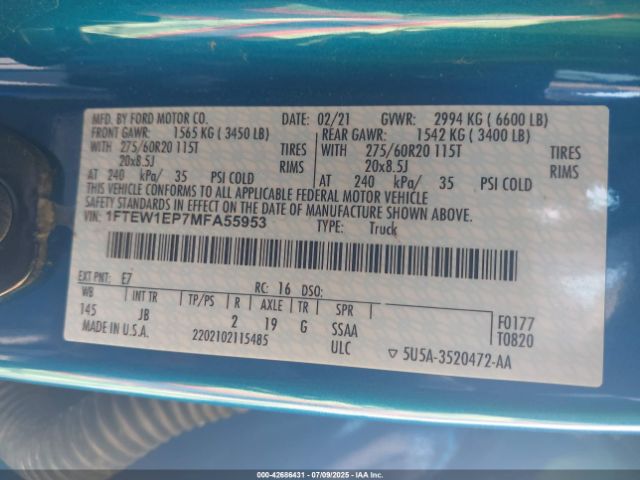 MFD. BY FORD MOTOR CO. DATE: 02/21 GVWR: 2994 KG ( 6600 LB)
FRONT GAWR: 1565 KG ( 3450 LB) REAR GAWR: 1542 KG ( 3400 LB)
WITH 275/60R20 115T TIRES WITH 275/60R20 115T TIRES
20x8.5J RIMS 20x8.5J RIMS
AT 240 kPa/ 35 PSI COLD AT 240 kPa/ 35 PSI COLD
THIS VEHICLE CONFORMS TO ALL APPLICABLE FEDERAL MOTOR VEHICLE
SAFETY STANDARDS IN EFFECT ON THE DATE OF MANUFACTURE SHOWN ABOVE.
VIN: 1FTEW1EP7MFA55953 TYPE: Truck
EXT PNT: E7 RC: 16 DSO:
WB INT TR TP/PS R AXLE TR SPR F0177
145 JB 2 19 G SSAA T0820
MADE IN U.S.A. 2202102115485 ULC ▽ 5U5A-3520472-AA
000-42686431 | 07/09/2025 | IAAI.COM